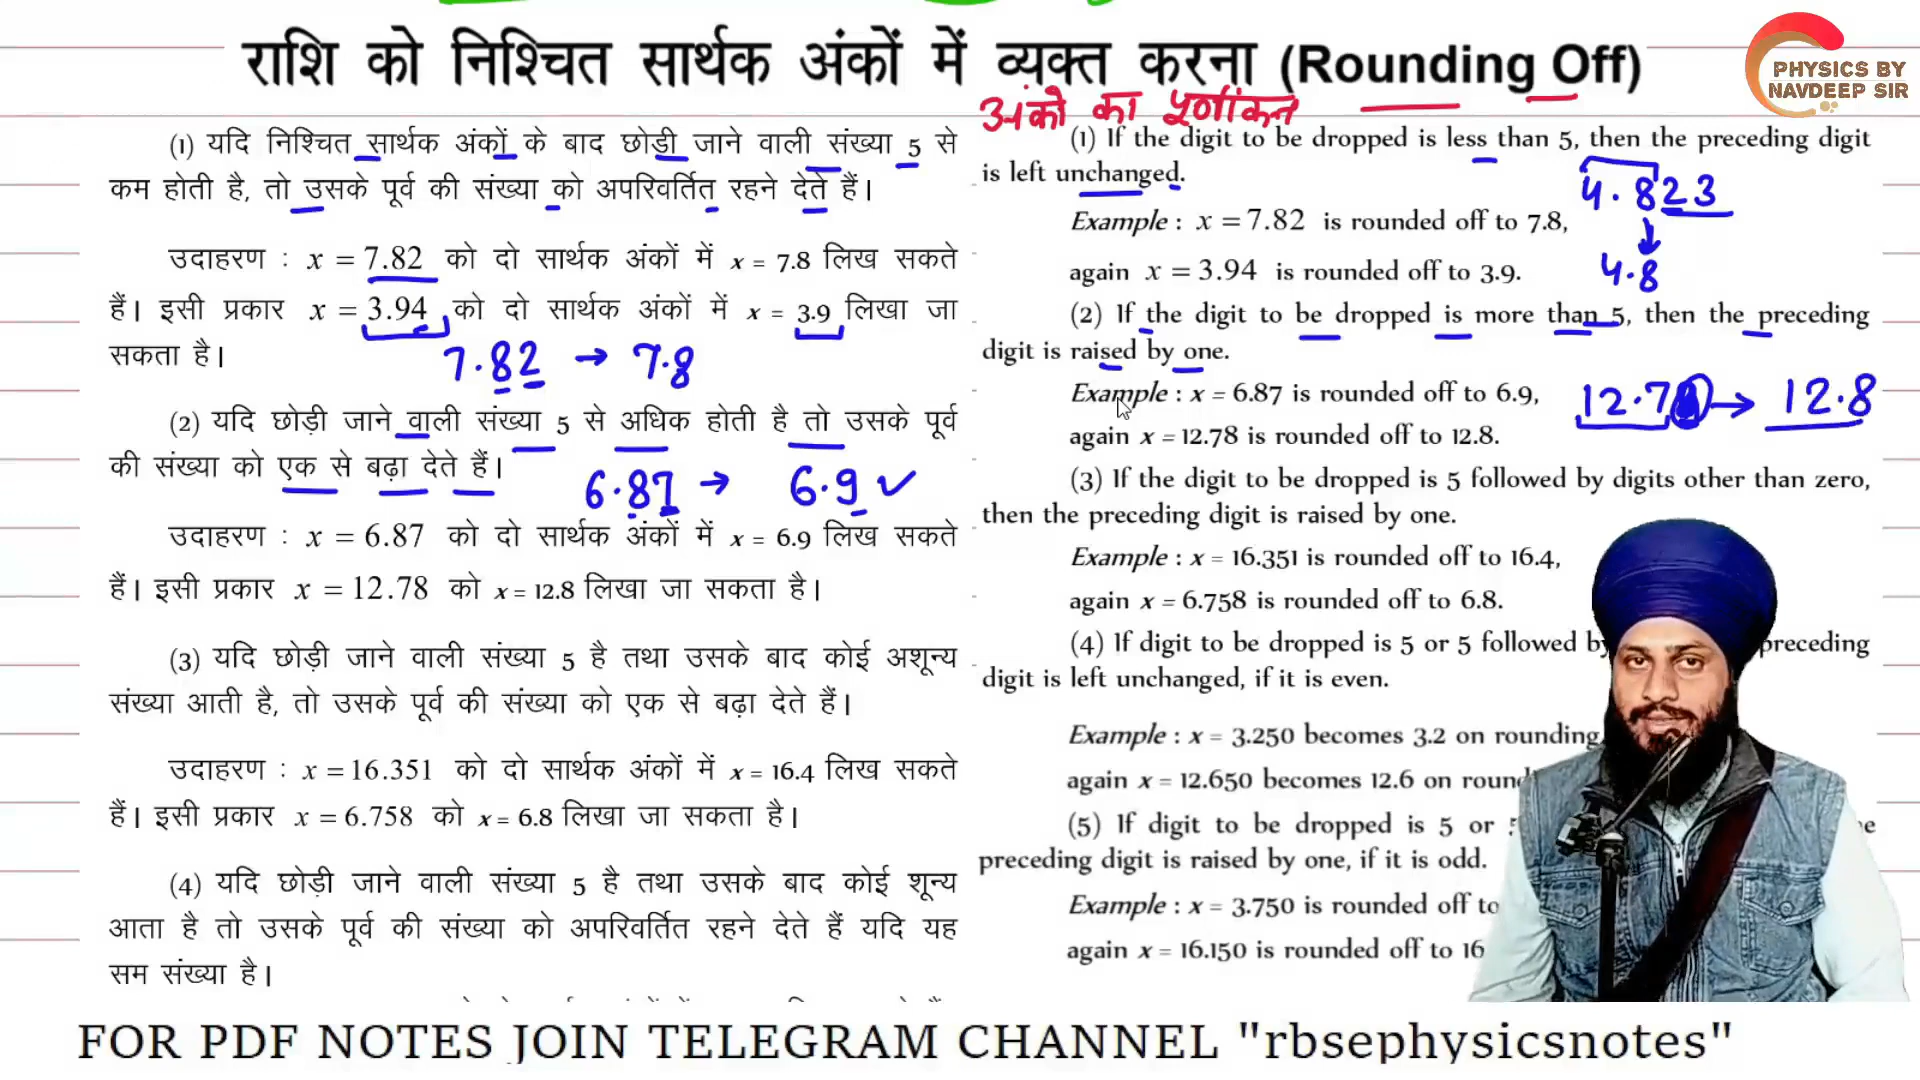 राशि को निश्चित सार्थक अंकों में व्यक्त करना (Rounding Off)
PHYSICS BY
NAVDEEP SIR
अंको का पूर्णांकन
(1) यदि निश्चित सार्थक अंकों के बाद छोड़ी जाने वाली संख्या 5 से
कम होती है, तो उसके पूर्व की संख्या को अपरिवर्तित रहने देते हैं।
उदाहरण : x = 7.82 को दो सार्थक अंकों में x = 7.8 लिख सकते
हैं। इसी प्रकार x = 3.94 को दो सार्थक अंकों में x = 3.9 लिखा जा
सकता है।
7.82 → 7.8
(2) यदि छोड़ी जाने वाली संख्या 5 से अधिक होती है तो उसके पूर्व
की संख्या को एक से बढ़ा देते हैं।
6.87 → 6.9 ✓
उदाहरण : x = 6.87 को दो सार्थक अंकों में x = 6.9 लिख सकते
हैं। इसी प्रकार x = 12.78 को x = 12.8 लिखा जा सकता है।
(3) यदि छोड़ी जाने वाली संख्या 5 है तथा उसके बाद कोई अशून्य
संख्या आती है, तो उसके पूर्व की संख्या को एक से बढ़ा देते हैं।
उदाहरण : x = 16.351 को दो सार्थक अंकों में x = 16.4 लिख सकते
हैं। इसी प्रकार x = 6.758 को x = 6.8 लिखा जा सकता है।
(4) यदि छोड़ी जाने वाली संख्या 5 है तथा उसके बाद कोई शून्य
आता है तो उसके पूर्व की संख्या को अपरिवर्तित रहने देते हैं यदि यह
सम संख्या है।
(1) If the digit to be dropped is less than 5, then the preceding digit
is left unchanged.
4.823
Example : x = 7.82 is rounded off to 7.8,
again x = 3.94 is rounded off to 3.9.
4.8
(2) If the digit to be dropped is more than 5, then the preceding
digit is raised by one.
Example : x = 6.87 is rounded off to 6.9,
12.78 → 12.8
again x = 12.78 is rounded off to 12.8.
(3) If the digit to be dropped is 5 followed by digits other than zero,
then the preceding digit is raised by one.
Example : x = 16.351 is rounded off to 16.4,
again x = 6.758 is rounded off to 6.8.
(4) If digit to be dropped is 5 or 5 followed by preceding
digit is left unchanged, if it is even.
Example : x = 3.250 becomes 3.2 on rounding
again x = 12.650 becomes 12.6 on
(5) If digit to be dropped is 5 or
preceding digit is raised by one, if it is odd.
Example : x = 3.750 is rounded off to
again x = 16.150 is rounded off to 16
FOR PDF NOTES JOIN TELEGRAM CHANNEL "rbsephysicsnotes"